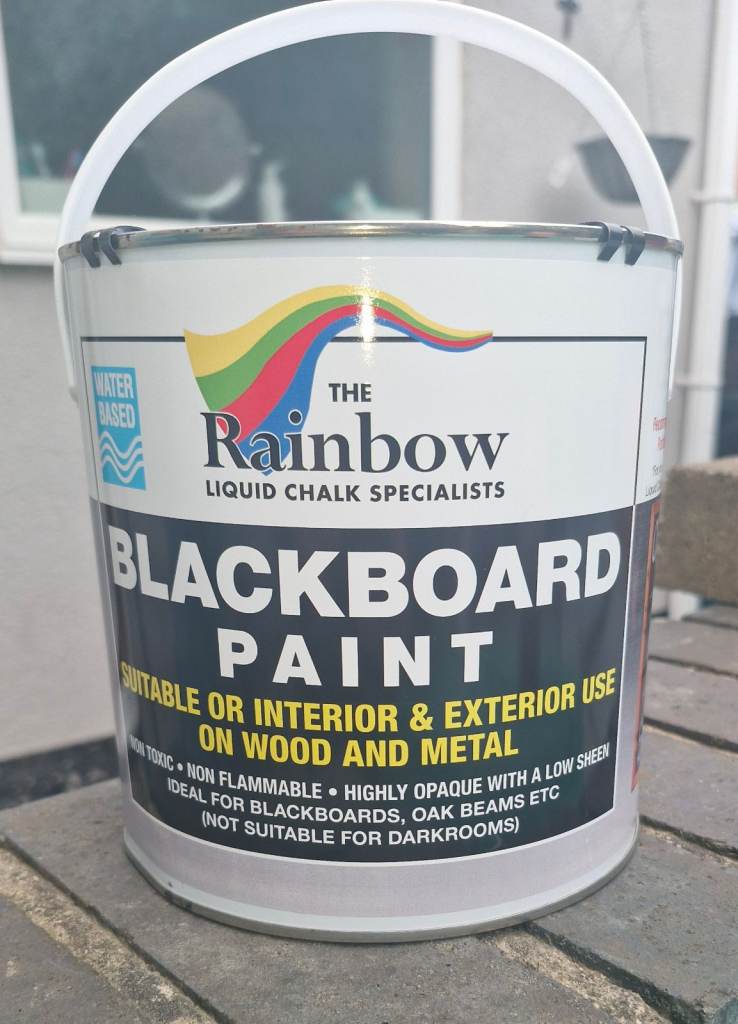 WATER
BASED
THE
Rainbow
LIQUID CHALK SPECIALISTS
BLACKBOARD
PAINT
SUITABLE OR INTERIOR & EXTERIOR USE
ON WOOD AND METAL
NON TOXIC • NON FLAMMABLE • HIGHLY OPAQUE WITH A LOW SHEEN
IDEAL FOR BLACKBOARDS, OAK BEAMS ETC
(NOT SUITABLE FOR DARKROOMS)